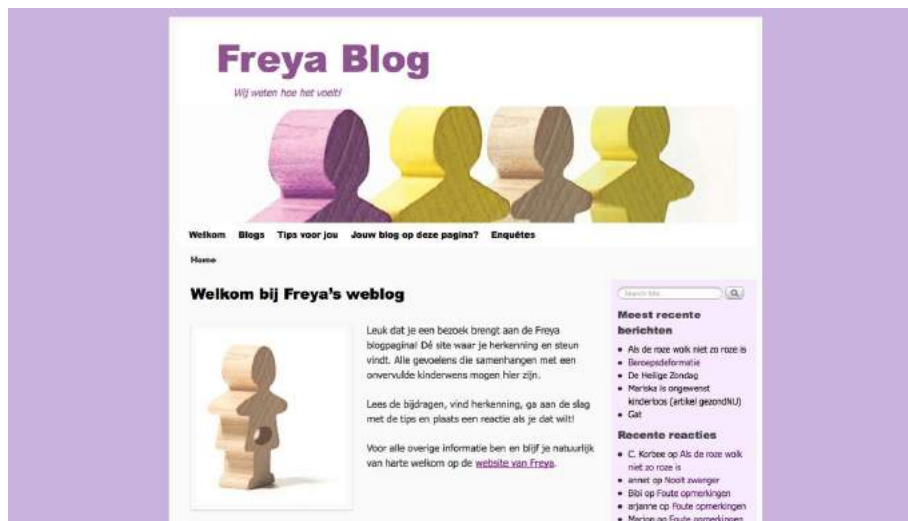 Freya Blog
Wij weten hoe het voelt!
Welkom Blogs Tips voor jou Jouw blog op deze pagina? Enquêtes
Home
Welkom bij Freya's weblog
Leuk dat je een bezoek brengt aan de Freya
blogpagina! Dé site waar je herkenning en steun
vindt. Alle gevoelens die samenhangen met een
onvervulde kinderwens mogen hier zijn.
Lees de bijdragen, vind herkenning, ga aan de slag
met de tips en plaats een reactie als je dat wilt!
Voor alle overige informatie ben en blijf je natuurlijk
van harte welkom op de website van Freya.
Search Site
Meest recente
berichten
Als de roze wolk niet zo roze is
Beroepsdeformatie
De Heilige Zondag
Mariska is ongewenst
kinderloos (artikel gezondNU)
Gat
Recente reacties
C. Korbee op Als de roze wolk
niet zo roze is
annet op Nooit zwanger
Bibi op Foute opmerkingen
arjanne op Foute opmerkingen
Marion op Foute opmerkingen